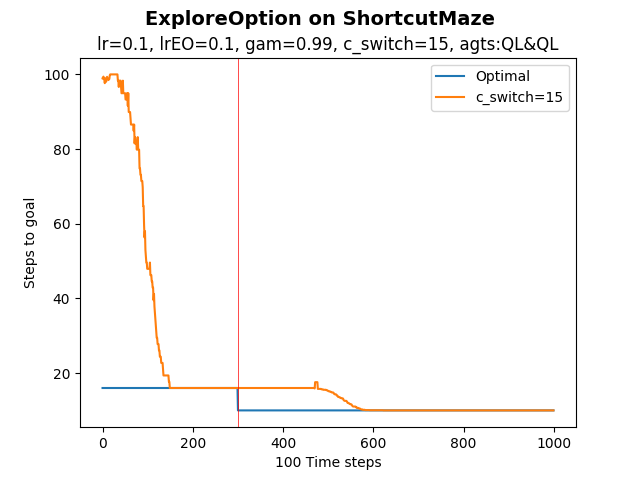 ExploreOption on ShortcutMaze
lr=0.1, lrEO=0.1, gam=0.99, c_switch=15, agts:QL&QL
Optimal
c_switch=15
Steps to goal
100
80
60
40
20
0
200
400
600
800
1000
100 Time steps